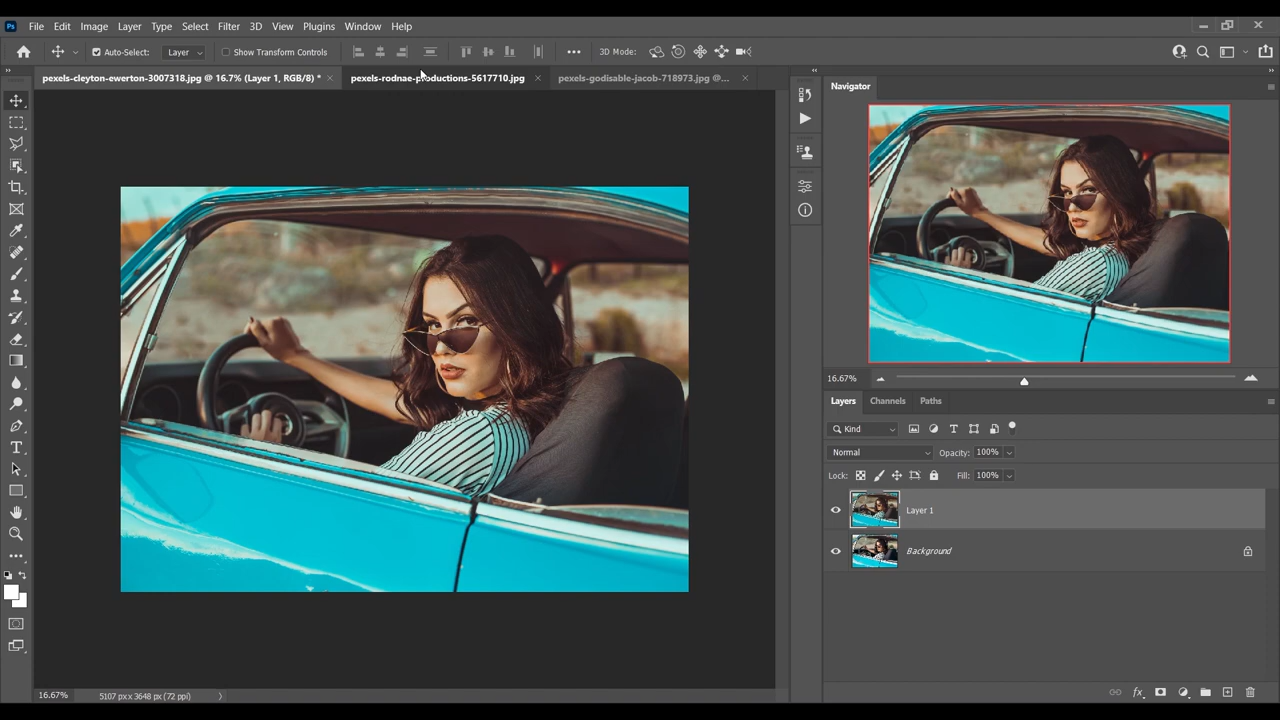 Ps File Edit Image Layer Type Select Filter 3D View Plugins Window Help
Auto-Select: Layer Show Transform Controls 3D Mode:
pexels-cleyton-ewerton-3007318.jpg @ 16.7% (Layer 1, RGB/8) * pexels-rodnae-productions-5617710.jpg pexels-godisable-jacob-718973.jpg @...
Navigator
16.67%
Layers Channels Paths
Kind
Normal Opacity: 100%
Lock: Fill: 100%
Layer 1
Background
16.67% 5107 px x 3648 px (72 ppi)